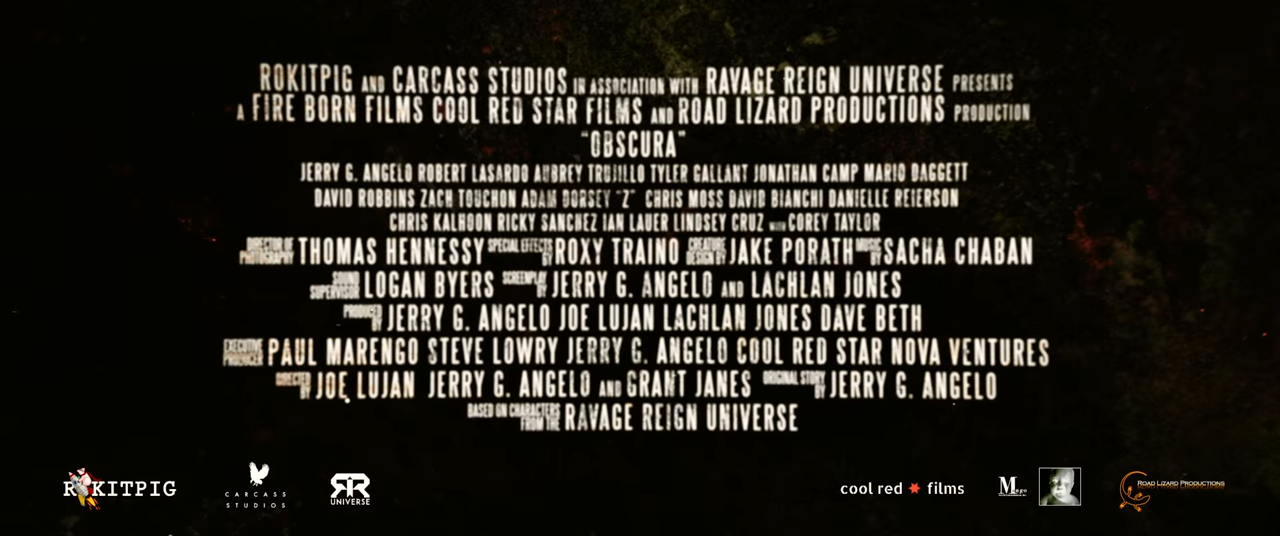 ROKITPIG AND CARCASS STUDIOS IN ASSOCIATION WITH RAVAGE REIGN UNIVERSE PRESENTS
A FIRE BORN FILMS COOL RED STAR FILMS AND ROAD LIZARD PRODUCTIONS PRODUCTION
"OBSCURA"
JERRY G. ANGELO ROBERT LASARDO AUBREY TRUJILLO TYLER GALLANT JONATHAN CAMP MARIO DAGGETT
DAVID ROBBINS ZACH TOUCHON ADAM DORSEY "Z" CHRIS MOSS DAVID BIANCHI DANIELLE REIERSON
CHRIS KALHOON RICKY SANCHEZ IAN LAUER LINDSEY CRUZ WITH COREY TAYLOR
DIRECTOR OF PHOTOGRAPHY THOMAS HENNESSY SPECIAL EFFECTS BY ROXY TRAINO CREATURE DESIGN BY JAKE PORATH MUSIC BY SACHA CHABAN
SOUND SUPERVISOR LOGAN BYERS SCREENPLAY BY JERRY G. ANGELO AND LACHLAN JONES
PRODUCED BY JERRY G. ANGELO JOE LUJAN LACHLAN JONES DAVE BETH
EXECUTIVE PRODUCER PAUL MARENGO STEVE LOWRY JERRY G. ANGELO COOL RED STAR NOVA VENTURES
DIRECTED BY JOE LUJAN JERRY G. ANGELO AND GRANT JANES ORIGINAL STORY BY JERRY G. ANGELO
BASED ON CHARACTERS FROM THE RAVAGE REIGN UNIVERSE
ROKITPIG CARCASS STUDIOS RR UNIVERSE cool red films ROAD LIZARD PRODUCTIONS